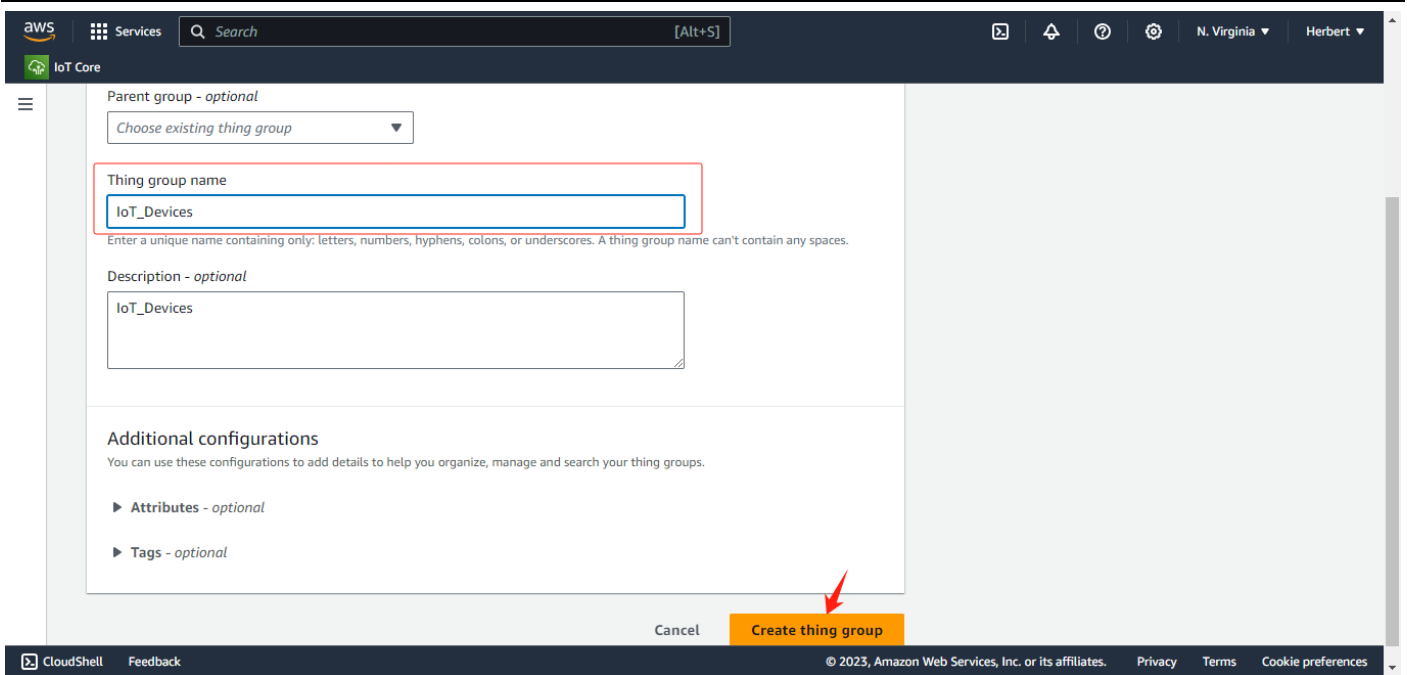 aws
Services
Search
[Alt+S]
N. Virginia
Herbert
IoT Core
Parent group - optional
Choose existing thing group
Thing group name
IoT_Devices
Enter a unique name containing only: letters, numbers, hyphens, colons, or underscores. A thing group name can't contain any spaces.
Description - optional
IoT_Devices
Additional configurations
You can use these configurations to add details to help you organize, manage and search your thing groups.
Attributes - optional
Tags - optional
Cancel
Create thing group
CloudShell
Feedback
© 2023, Amazon Web Services, Inc. or its affiliates.
Privacy
Terms
Cookie preferences